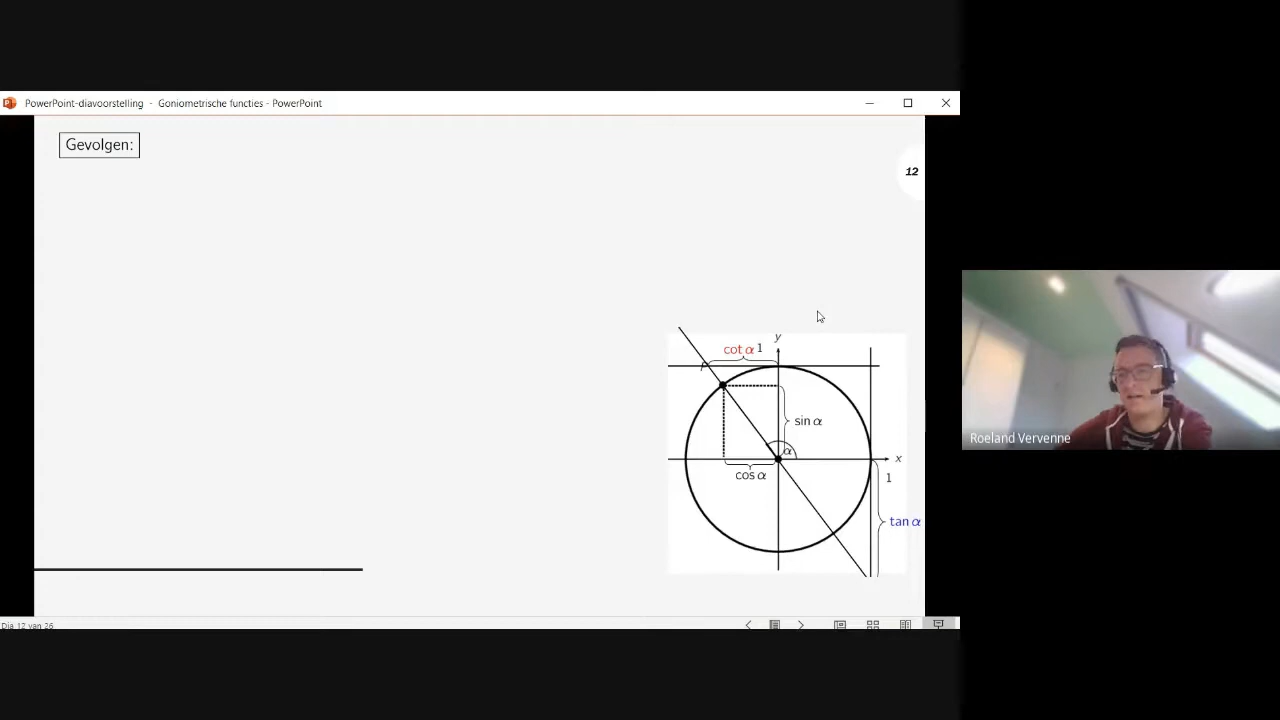 PowerPoint-diavoorstelling - Goniometrische functies - PowerPoint
Gevolgen:
12
y
cot α 1
P
sin α
α
x
cos α
1
tan α
Roeland Vervenne
Dia 12 van 26